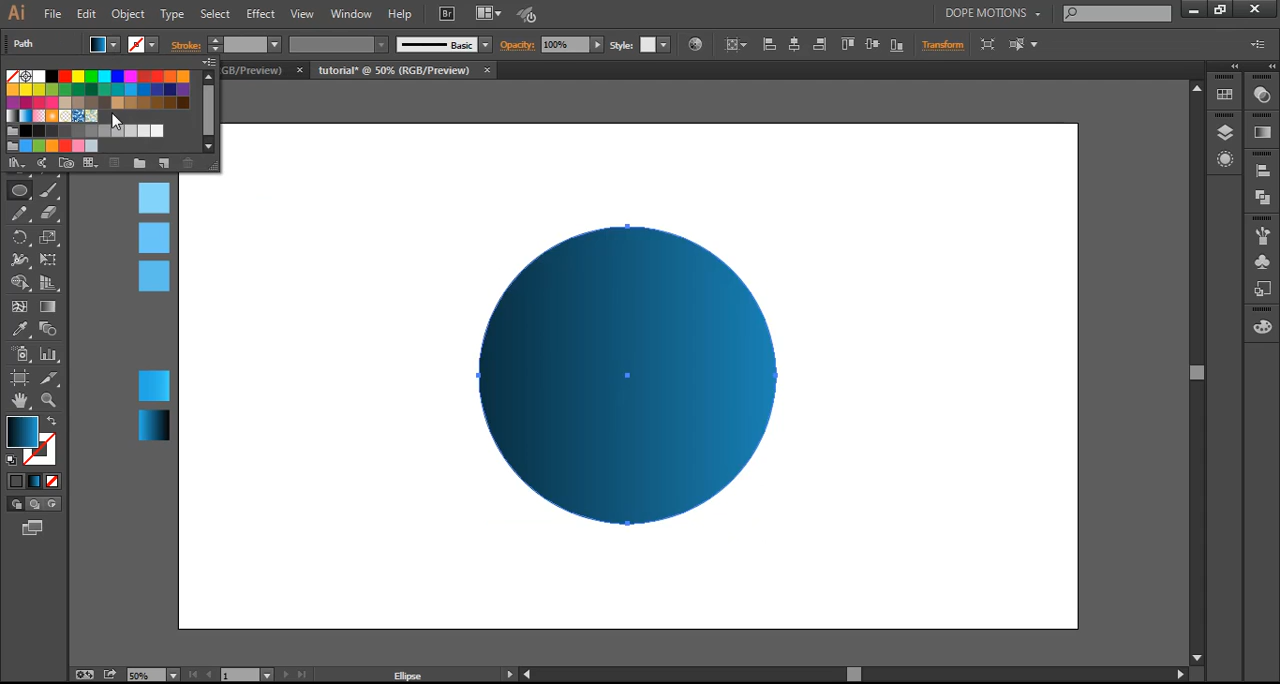 Ai File Edit Object Type Select Effect View Window Help Br DOPE MOTIONS
Path Stroke: Basic Opacity: 100% Style: Transform
GB/Preview) × tutorial* @ 50% (RGB/Preview) ×
50% 1 Ellipse